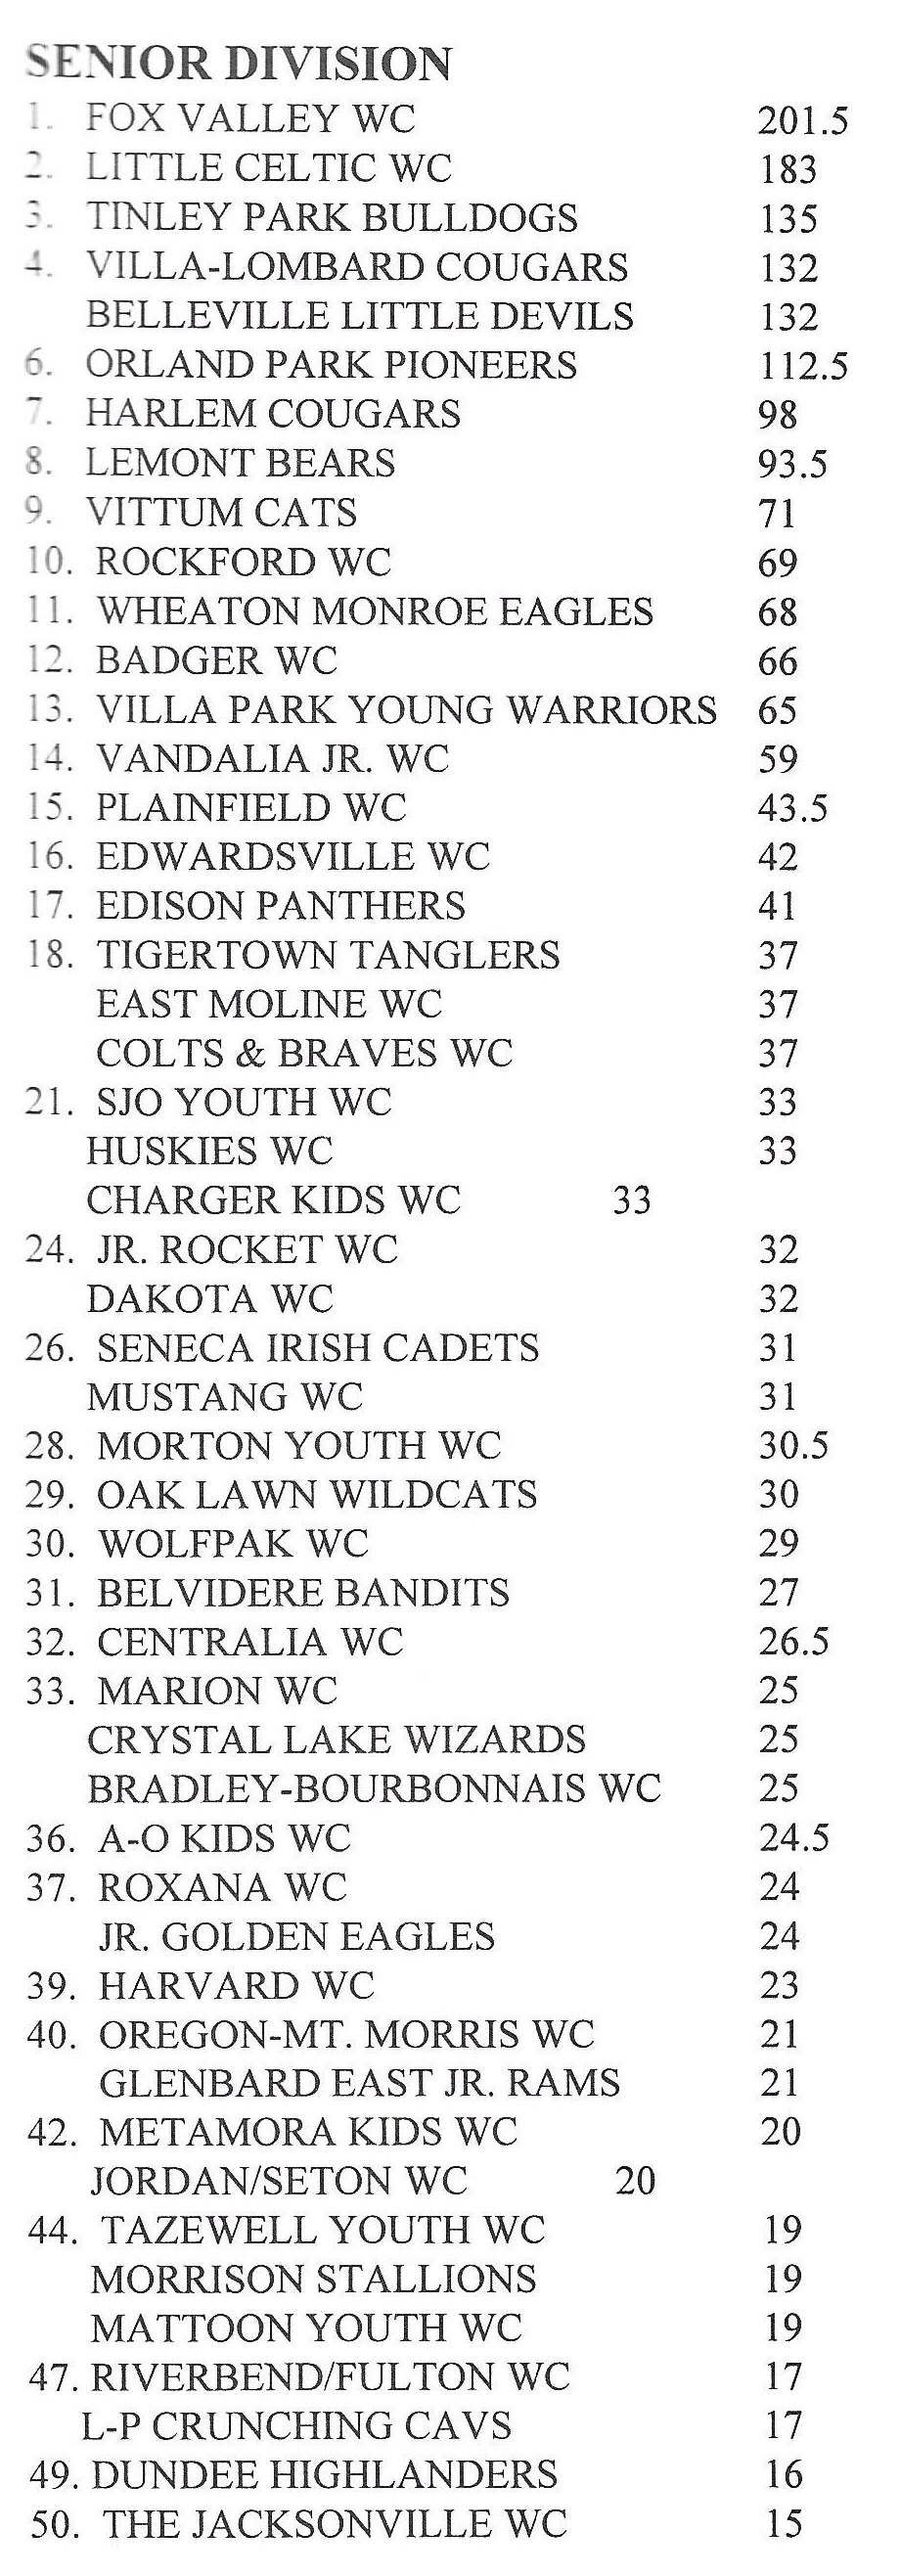 SENIOR DIVISION
1. FOX VALLEY WC 201.5
2. LITTLE CELTIC WC 183
3. TINLEY PARK BULLDOGS 135
4. VILLA-LOMBARD COUGARS 132
BELLEVILLE LITTLE DEVILS 132
6. ORLAND PARK PIONEERS 112.5
7. HARLEM COUGARS 98
8. LEMONT BEARS 93.5
9. VITTUM CATS 71
10. ROCKFORD WC 69
11. WHEATON MONROE EAGLES 68
12. BADGER WC 66
13. VILLA PARK YOUNG WARRIORS 65
14. VANDALIA JR. WC 59
15. PLAINFIELD WC 43.5
16. EDWARDSVILLE WC 42
17. EDISON PANTHERS 41
18. TIGERTOWN TANGLERS 37
EAST MOLINE WC 37
COLTS & BRAVES WC 37
21. SJO YOUTH WC 33
HUSKIES WC 33
CHARGER KIDS WC 33
24. JR. ROCKET WC 32
DAKOTA WC 32
26. SENECA IRISH CADETS 31
MUSTANG WC 31
28. MORTON YOUTH WC 30.5
29. OAK LAWN WILDCATS 30
30. WOLFPAK WC 29
31. BELVIDERE BANDITS 27
32. CENTRALIA WC 26.5
33. MARION WC 25
CRYSTAL LAKE WIZARDS 25
BRADLEY-BOURBONNAIS WC 25
36. A-O KIDS WC 24.5
37. ROXANA WC 24
JR. GOLDEN EAGLES 24
39. HARVARD WC 23
40. OREGON-MT. MORRIS WC 21
GLENBARD EAST JR. RAMS 21
42. METAMORA KIDS WC 20
JORDAN/SETON WC 20
44. TAZEWELL YOUTH WC 19
MORRISON STALLIONS 19
MATTOON YOUTH WC 19
47. RIVERBEND/FULTON WC 17
L-P CRUNCHING CAVS 17
49. DUNDEE HIGHLANDERS 16
50. THE JACKSONVILLE WC 15